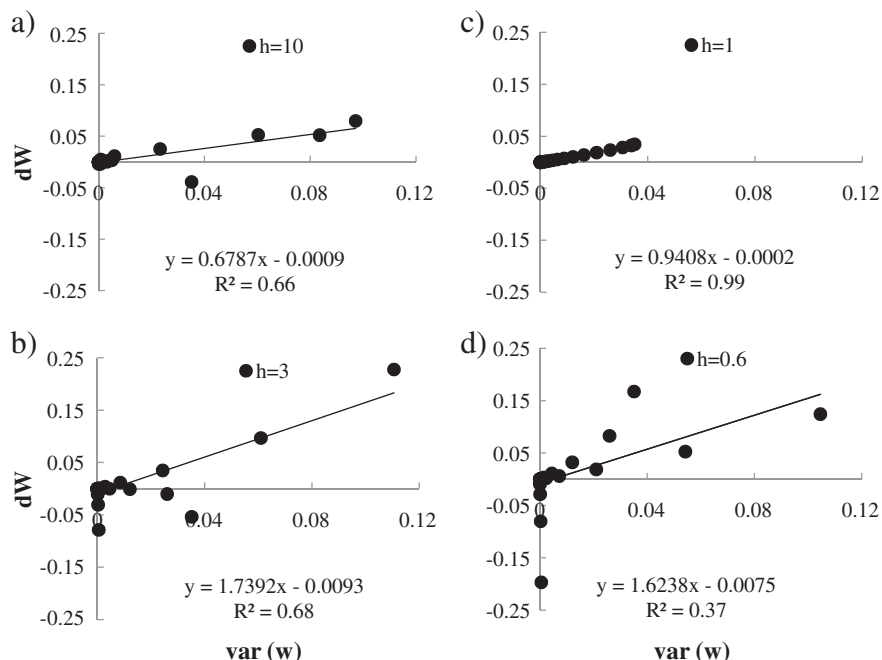 a)
0.25
0.15
0.05
-0.05
-0.15
-0.25
dW
h=10
0
0.04
0.08
0.12
y = 0.6787x - 0.0009
R² = 0.66
c)
0.25
0.15
0.05
-0.05
-0.15
-0.25
h=1
0
0.04
0.08
0.12
y = 0.9408x - 0.0002
R² = 0.99
b)
0.25
0.15
0.05
-0.05
-0.15
-0.25
dW
h=3
0
0.04
0.08
0.12
y = 1.7392x - 0.0093
R² = 0.68
var (w)
d)
0.25
0.15
0.05
-0.05
-0.15
-0.25
h=0.6
0
0.04
0.08
0.12
y = 1.6238x - 0.0075
R² = 0.37
var (w)